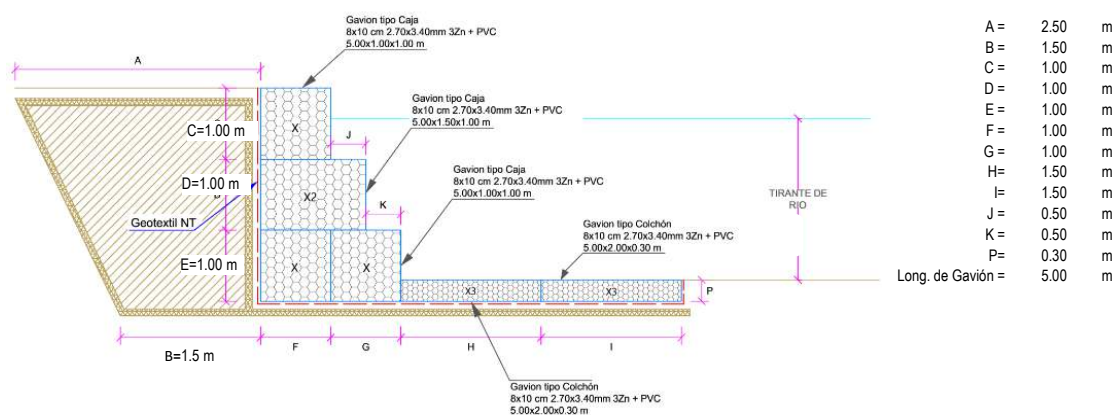 Gavion tipo Caja
8x10 cm 2.70x3.40mm 3Zn + PVC
5.00x1.00x1.00 m
A
Gavion tipo Caja
8x10 cm 2.70x3.40mm 3Zn + PVC
5.00x1.50x1.00 m
C=1.00 m
X
J
Gavion tipo Caja
8x10 cm 2.70x3.40mm 3Zn + PVC
5.00x1.00x1.00 m
D=1.00 m
X2
K
TIRANTE DE
RIO
Geotextil NT
Gavion tipo Colchón
8x10 cm 2.70x3.40mm 3Zn + PVC
5.00x2.00x0.30 m
E=1.00 m
X
X
X3
X3
P
B=1.5 m
F
G
H
I
Gavion tipo Colchón
8x10 cm 2.70x3.40mm 3Zn + PVC
5.00x2.00x0.30 m
A = 2.50 m
B = 1.50 m
C = 1.00 m
D = 1.00 m
E = 1.00 m
F = 1.00 m
G = 1.00 m
H= 1.50 m
I= 1.50 m
J = 0.50 m
K = 0.50 m
P= 0.30 m
Long. de Gavión = 5.00 m